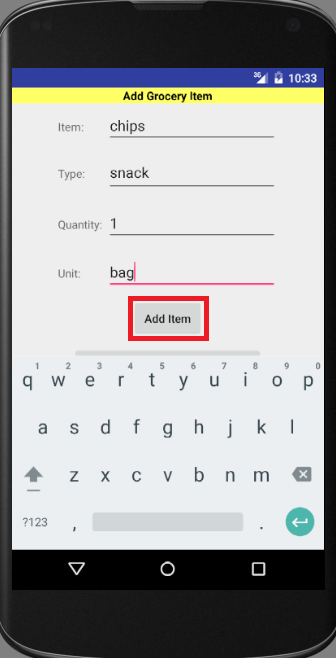 3G 10:33
Add Grocery Item
Item: chips
Type: snack
Quantity: 1
Unit: bag
Add Item
1 2 3 4 5 6 7 8 9 0
q w e r t y u i o p
a s d f g h j k l
z x c v b n m
?123 , .